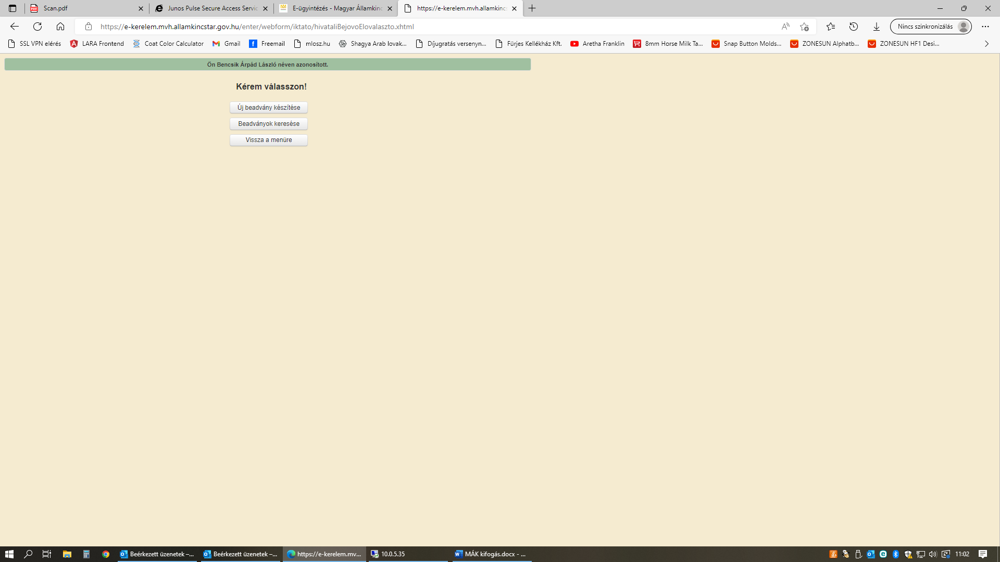 Scan.pdf
Junos Pulse Secure Access Servic
E-ügyintézés - Magyar Államkinc
https://e-kerelem.mvh.allamkincs
https://e-kerelem.mvh.allamkincstar.gov.hu/enter/webform/iktato/hivataliBejovoElovalaszto.xhtml
Nincs szinkronizálás
SSL VPN elérés
LARA Frontend
Coat Color Calculator
Gmail
Freemail
mlosz.hu
Shagya Arab lovak...
Díjugratás versenyn...
Fürjes Kellékház Kft.
Aretha Franklin
8mm Horse Milk Ta...
Snap Button Molds...
ZONESUN Alphatb...
ZONESUN HF1 Desi...
Ön Bencsik Árpád László néven azonosított.
Kérem válasszon!
Új beadvány készítése
Beadványok keresése
Vissza a menüre
Beérkezett üzenetek –...
Beérkezett üzenetek –...
https://e-kerelem.mv...
10.0.5.35
MÁK kifogás.docx - ...
11:02